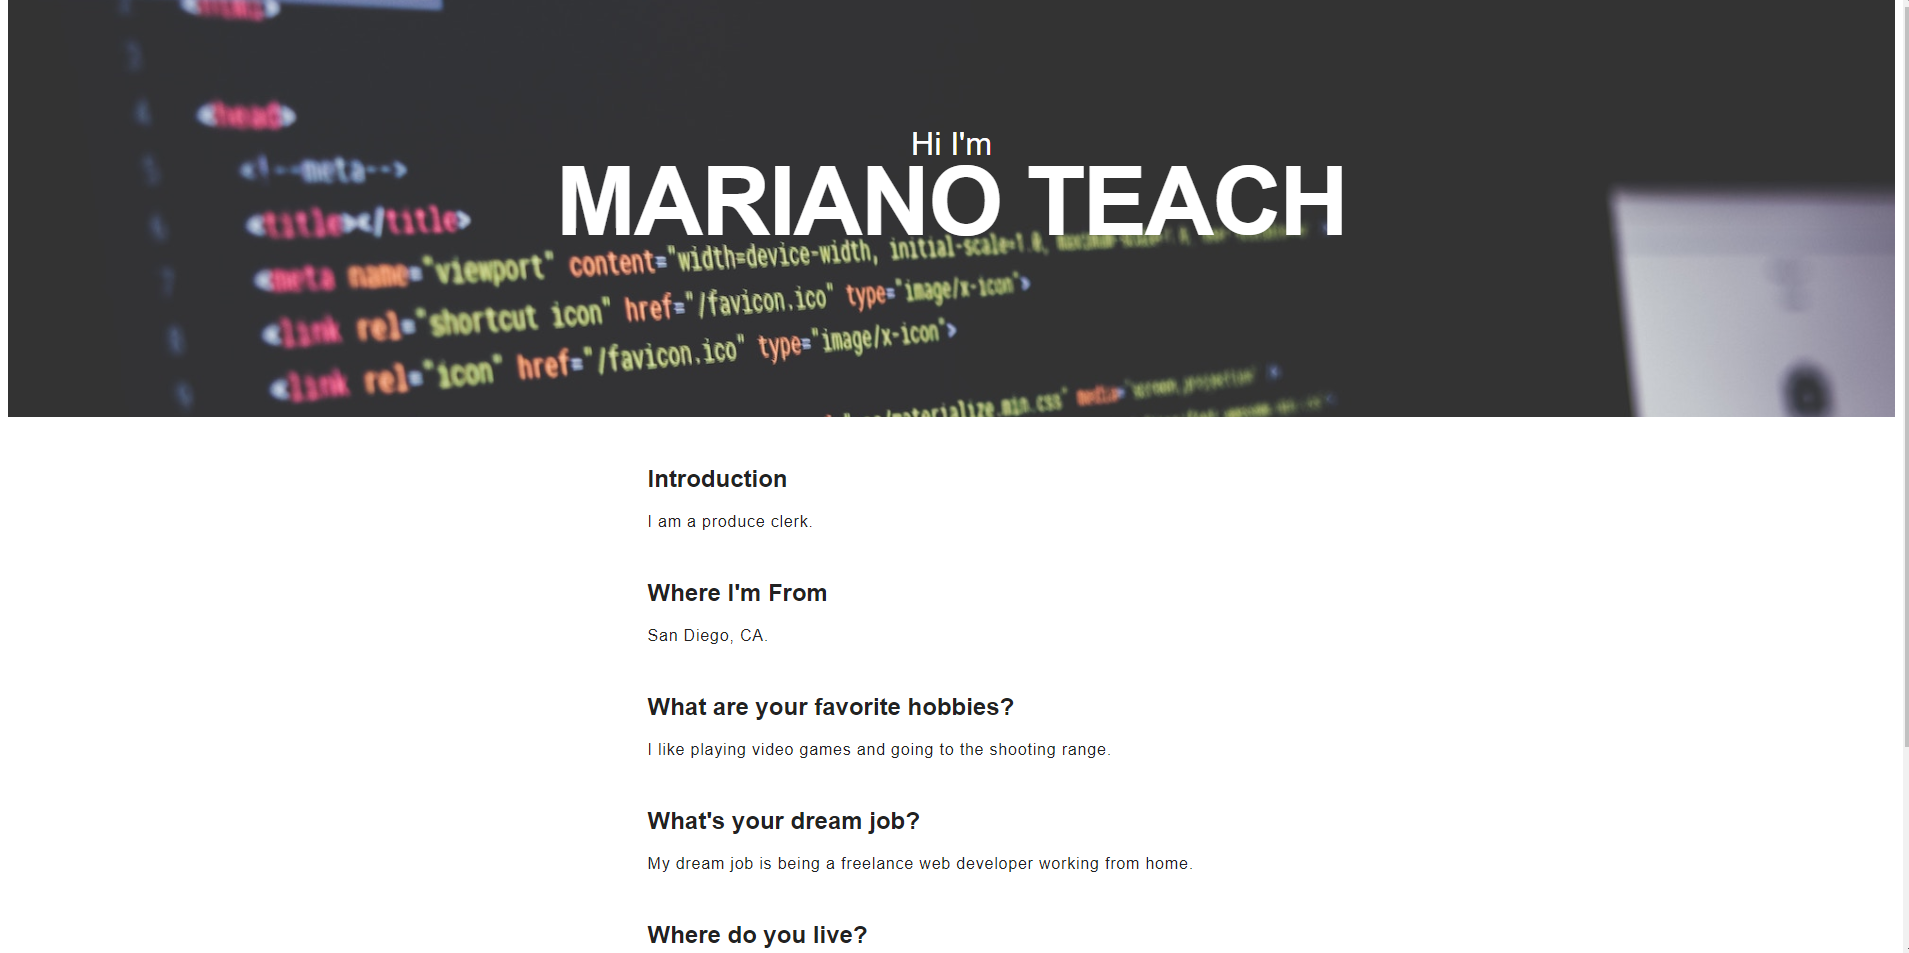 <head>
<!--meta-->
<title></title>
Hi I'm
MARIANO TEACH
<meta name="viewport" content="width=device-width, initial-scale=1.0,
<link rel="shortcut icon" href="/favicon.ico" type="image/x-icon">
<link rel="icon" href="/favicon.ico" type="image/x-icon">
materialize.min.css"
Introduction
I am a produce clerk.
Where I'm From
San Diego, CA.
What are your favorite hobbies?
I like playing video games and going to the shooting range.
What's your dream job?
My dream job is being a freelance web developer working from home.
Where do you live?